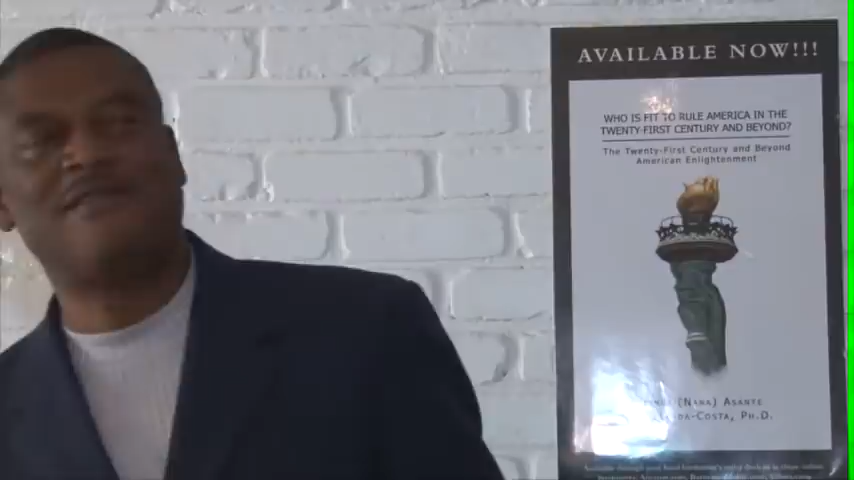 AVAILABLE NOW!!!
WHO IS FIT TO RULE AMERICA IN THE
TWENTY-FIRST CENTURY AND BEYOND?
The Twenty-First Century and Beyond
American Enlightenment
(NANA) ASANTE
-COSTA, PH.D.